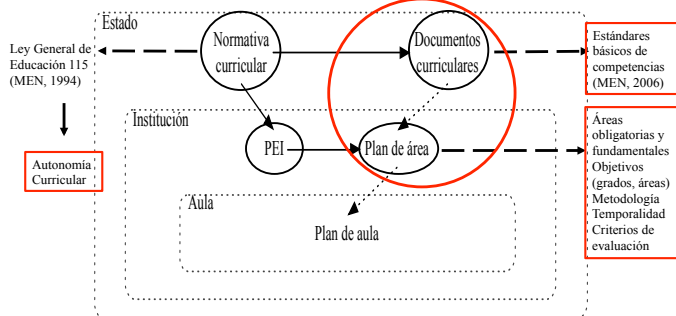 Estado
Ley General de
Educación 115
(MEN, 1994)
Autonomía
Curricular
Normativa
curricular
Documentos
curriculares
Estándares
básicos de
competencias
(MEN, 2006)
Institución
PEI
Plan de área
Áreas
obligatorias y
fundamentales
Objetivos
(grados, áreas)
Metodología
Temporalidad
Criterios de
evaluación
Aula
Plan de aula